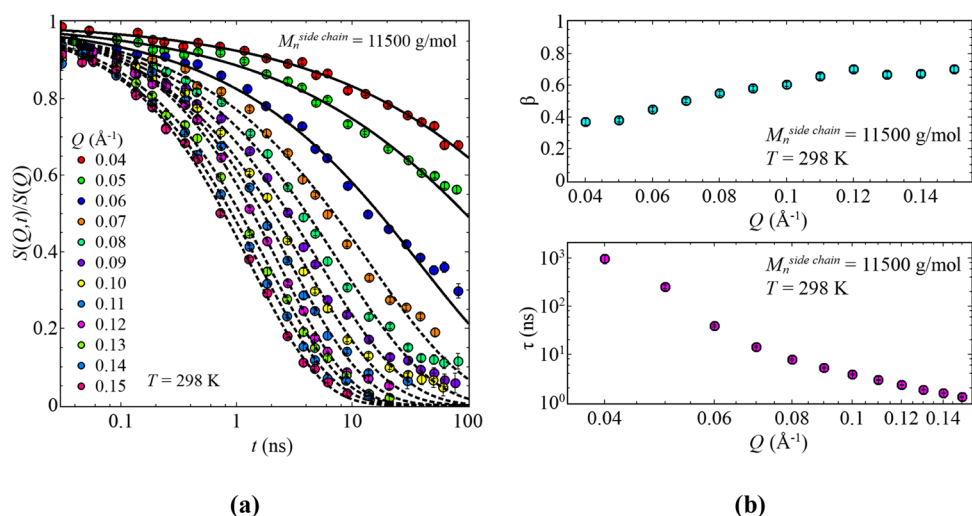 1
0.8
0.6
0.4
0.2
0
S(Q,t)/S(Q)
M_n^side chain = 11500 g/mol
Q (Å⁻¹)
0.04
0.05
0.06
0.07
0.08
0.09
0.10
0.11
0.12
0.13
0.14
0.15
T = 298 K
0.1 1 10 100
t (ns)
(a)
1
0.8
0.6
0.4
0.2
0
β
M_n^side chain = 11500 g/mol
T = 298 K
0.04 0.06 0.08 0.1 0.12 0.14
Q (Å⁻¹)
10³
10²
10¹
10⁰
τ (ns)
M_n^side chain = 11500 g/mol
T = 298 K
0.04 0.06 0.08 0.10 0.12 0.14
Q (Å⁻¹)
(b)